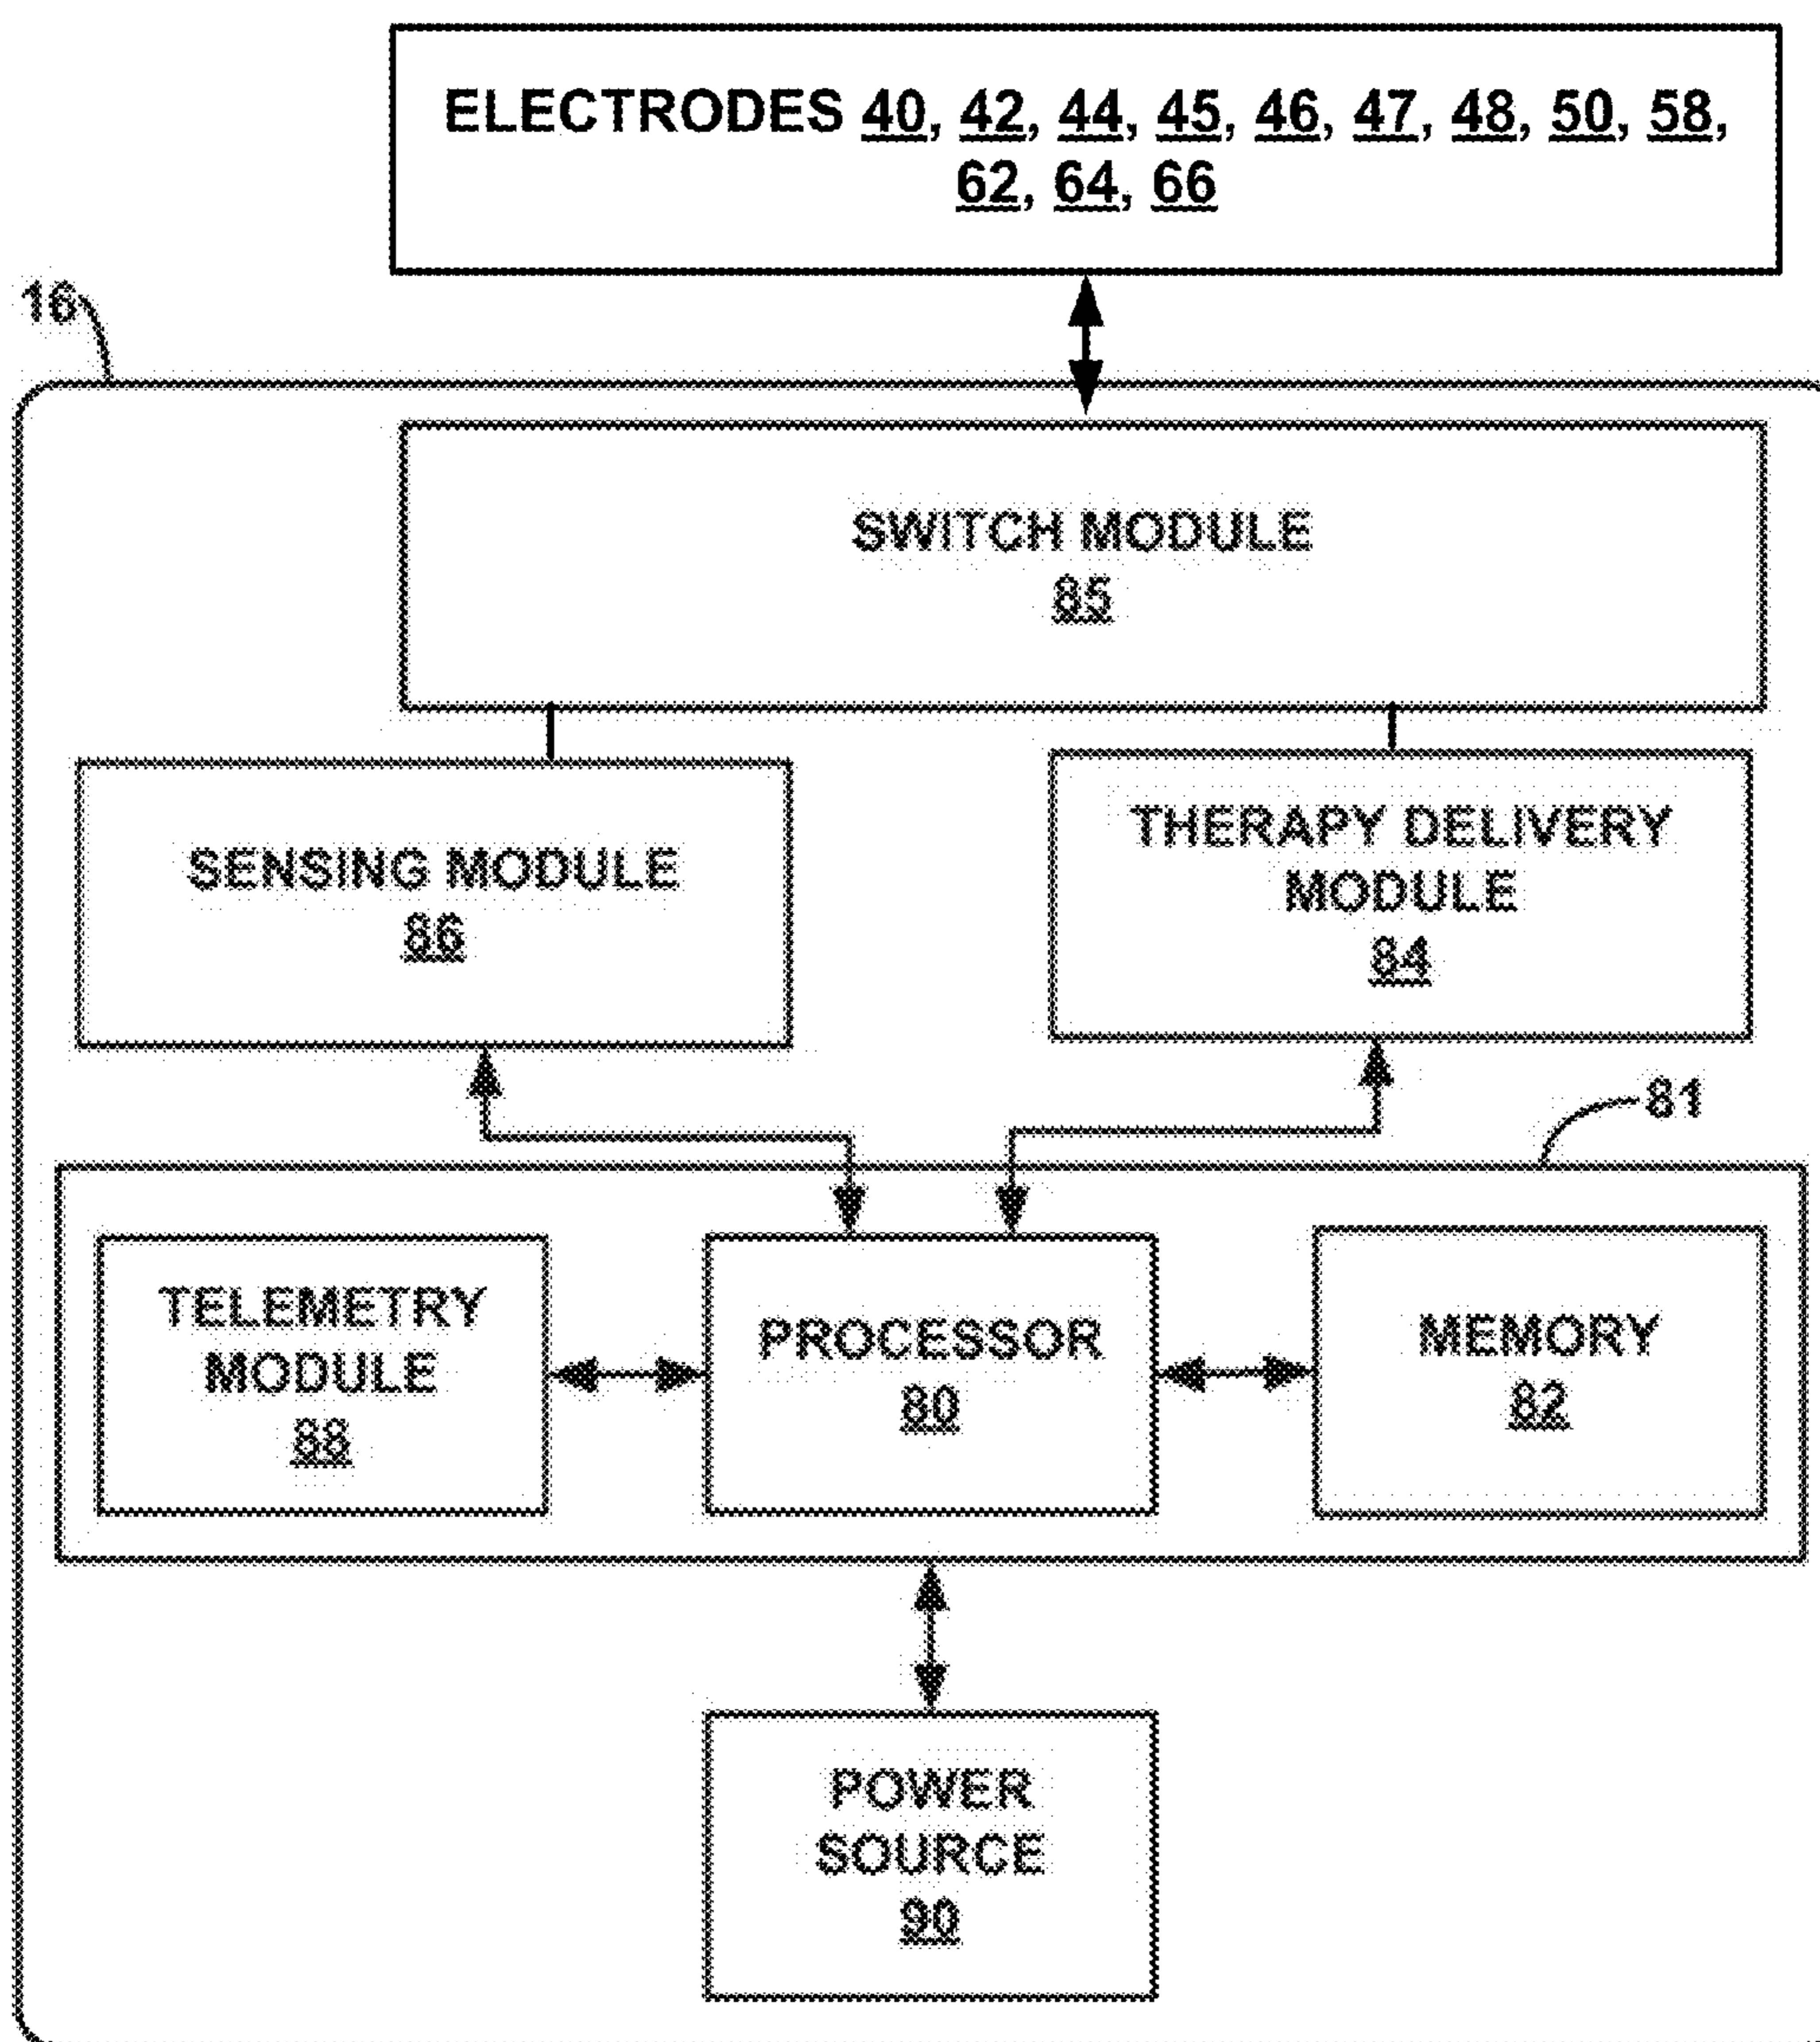 ELECTRODES 40, 42, 44, 45, 46, 47, 48, 50, 58,
62, 64, 66
16
SWITCH MODULE
85
SENSING MODULE
86
THERAPY DELIVERY
MODULE
84
81
TELEMETRY
MODULE
88
PROCESSOR
80
MEMORY
82
POWER
SOURCE
90